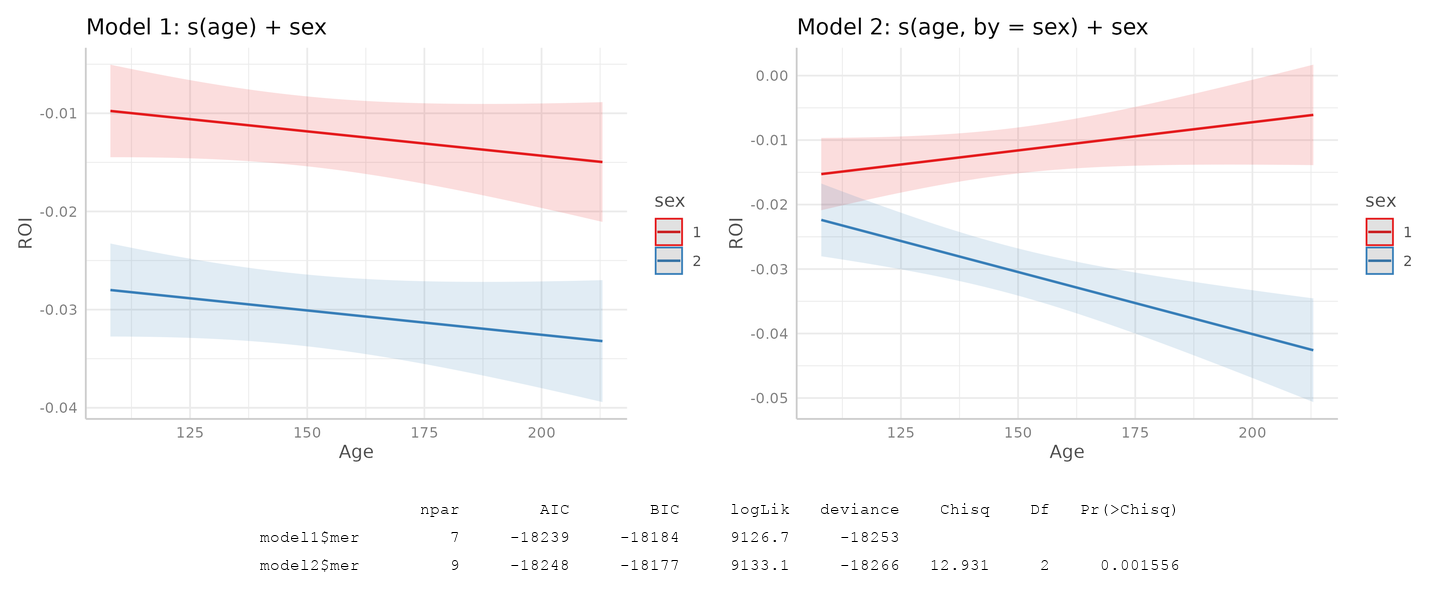 Model 1: s(age) + sex
-0.01
-0.02
-0.03
-0.04
ROI
125 150 175 200
Age
sex
1
2
Model 2: s(age, by = sex) + sex
0.00
-0.01
-0.02
-0.03
-0.04
-0.05
ROI
125 150 175 200
Age
sex
1
2
npar AIC BIC logLik deviance Chisq Df Pr(>Chisq)
model1$mer 7 -18239 -18184 9126.7 -18253
model2$mer 9 -18248 -18177 9133.1 -18266 12.931 2 0.001556